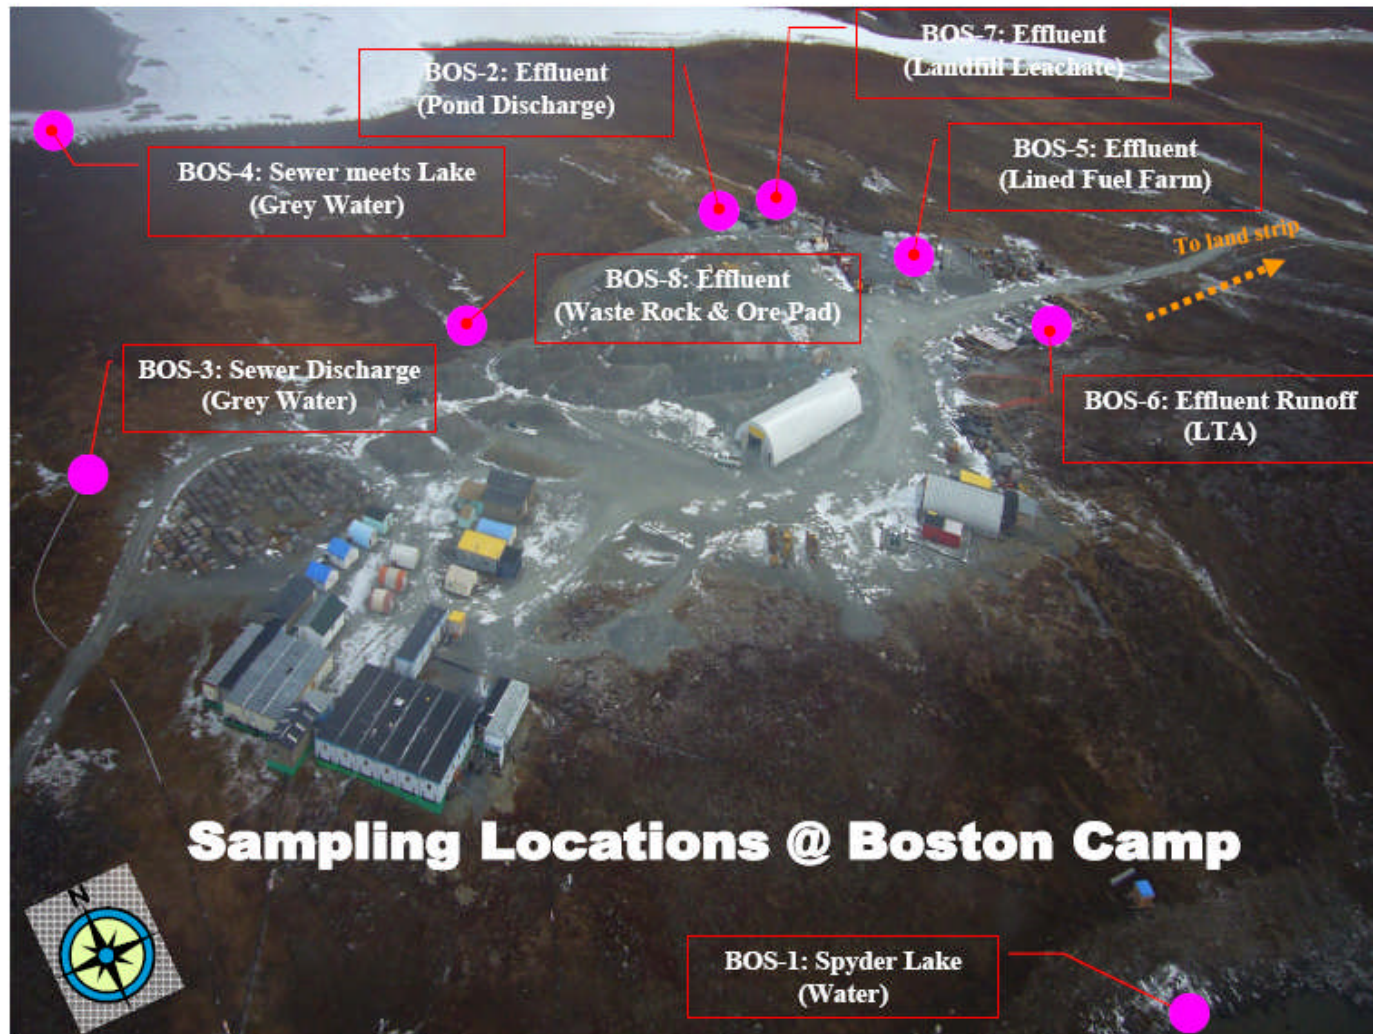 BOS-7: Effluent
(Landfill Leachate)
BOS-2: Effluent
(Pond Discharge)
BOS-5: Effluent
(Lined Fuel Farm)
BOS-4: Sewer meets Lake
(Grey Water)
To land strip
BOS-8: Effluent
(Waste Rock & Ore Pad)
BOS-3: Sewer Discharge
(Grey Water)
BOS-6: Effluent Runoff
(LTA)
Sampling Locations @ Boston Camp
N
BOS-1: Spyder Lake
(Water)